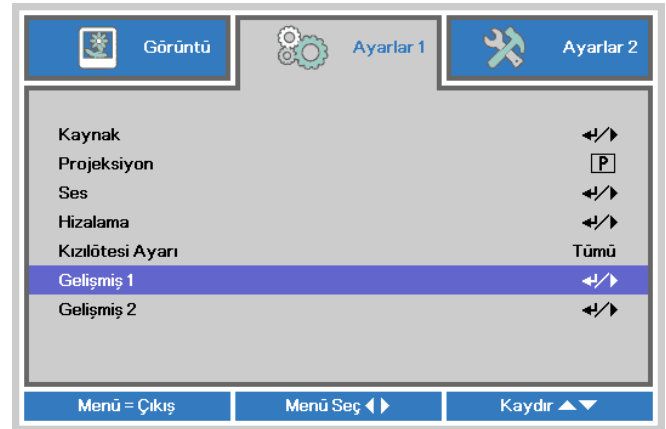 Görüntü Ayarlar 1 Ayarlar 2
Kaynak
Projeksiyon P
Ses
Hizalama
Kızılötesi Ayarı Tümü
Gelişmiş 1
Gelişmiş 2
Menü = Çıkış Menü Seç Kaydır